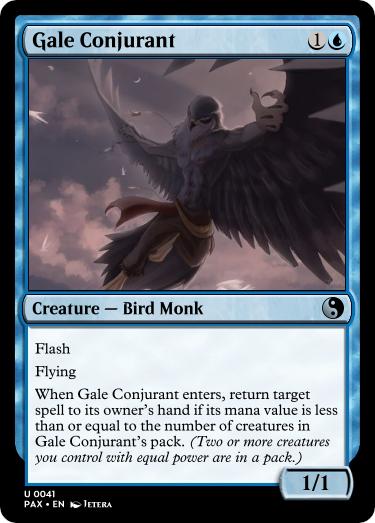 Gale Conjurant 1
Creature — Bird Monk
Flash
Flying
When Gale Conjurant enters, return target
spell to its owner's hand if its mana value is less
than or equal to the number of creatures in
Gale Conjurant's pack. (Two or more creatures
you control with equal power are in a pack.)
1/1
U 0041
PAX • EN Jetera